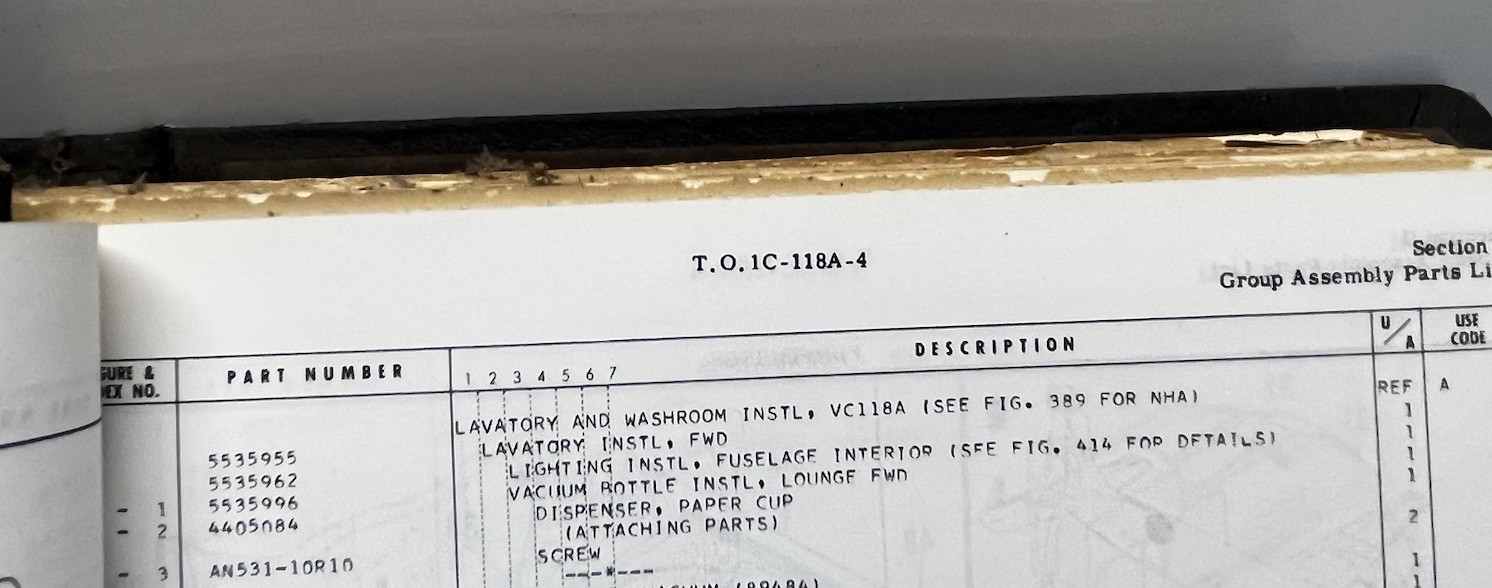 T.O. 1C-118A-4
Section
Group Assembly Parts Li
GURE & EX NO. PART NUMBER 1 2 3 4 5 6 7 DESCRIPTION U/A USE CODE
LAVATORY AND WASHROOM INSTL, VC118A (SEE FIG. 389 FOR NHA) REF A
5535955 LAVATORY INSTL, FWD 1
5535962 LIGHTING INSTL, FUSELAGE INTERIOR (SEE FIG. 414 FOR DETAILS) 1
- 1 5535996 VACUUM BOTTLE INSTL, LOUNGE FWD 1
- 2 4405084 DISPENSER, PAPER CUP 1
(ATTACHING PARTS)
- 3 AN531-10R10 SCREW 2
---*---
1